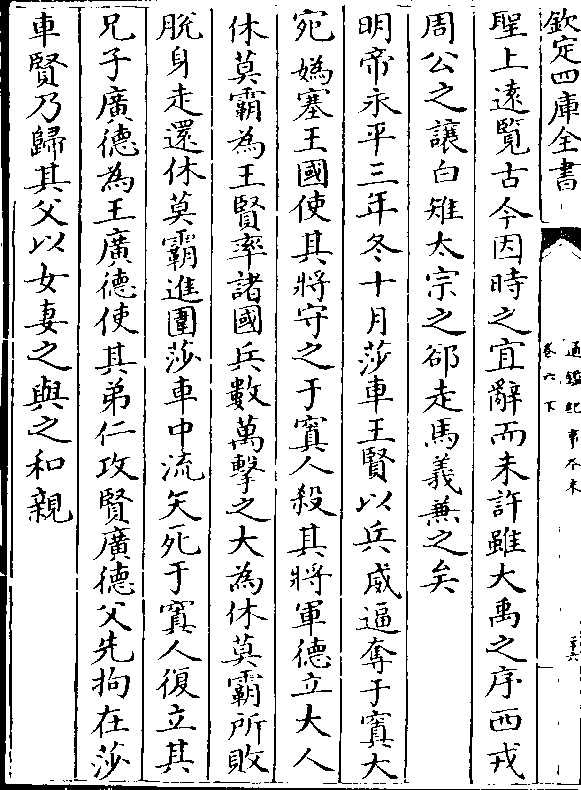 欽定四庫全書
通鑑紀事本末
卷六下
聖上遠覽古今因時之宜辭而未許雖大禹之序西戎
周公之讓白雉太宗之郤走馬義兼之矣
明帝永平三年冬十月莎車王賢以兵威逼奪于窴大
宛媯塞王國使其將守之于窴人殺其將軍德立大人
休莫霸為王賢率諸國兵數萬擊之大為休莫霸所敗
脫身走還休莫霸進圍莎車中流矢死于窴人復立其
兄子廣德為王廣德使其弟仁攻賢廣德父先拘在莎
車賢乃歸其父以女妻之與之和親